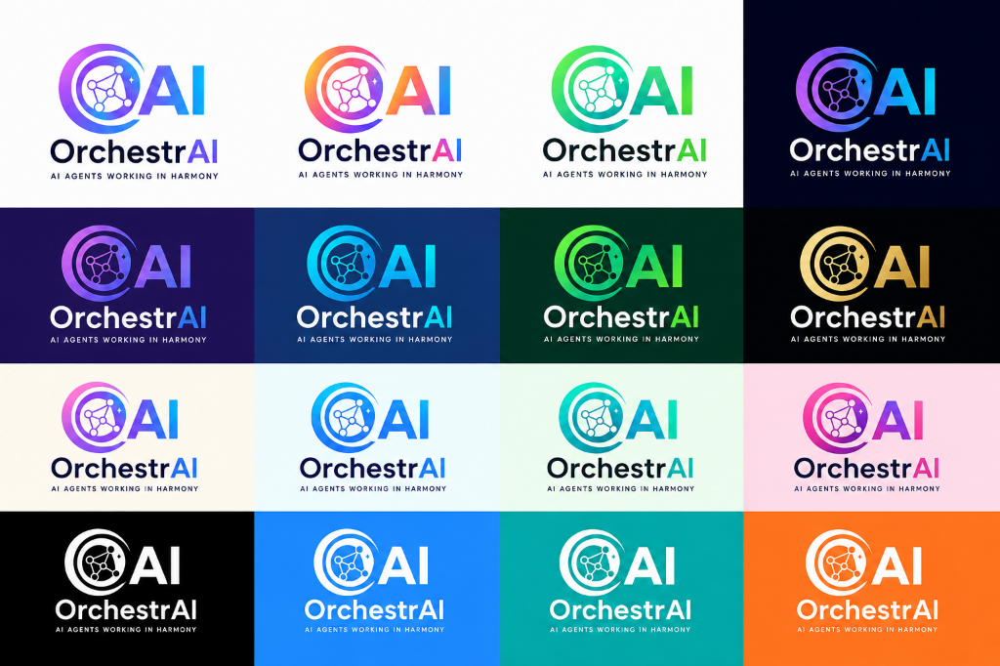 AI AI AI AI
OrchestrAI OrchestrAI OrchestrAI OrchestrAI
AI AGENTS WORKING IN HARMONY AI AGENTS WORKING IN HARMONY AI AGENTS WORKING IN HARMONY AI AGENTS WORKING IN HARMONY
AI AI AI AI
OrchestrAI OrchestrAI OrchestrAI OrchestrAI
AI AGENTS WORKING IN HARMONY AI AGENTS WORKING IN HARMONY AI AGENTS WORKING IN HARMONY AI AGENTS WORKING IN HARMONY
AI AI AI AI
OrchestrAI OrchestrAI OrchestrAI OrchestrAI
AI AGENTS WORKING IN HARMONY AI AGENTS WORKING IN HARMONY AI AGENTS WORKING IN HARMONY AI AGENTS WORKING IN HARMONY
AI AI AI AI
OrchestrAI OrchestrAI OrchestrAI OrchestrAI
AI AGENTS WORKING IN HARMONY AI AGENTS WORKING IN HARMONY AI AGENTS WORKING IN HARMONY AI AGENTS WORKING IN HARMONY